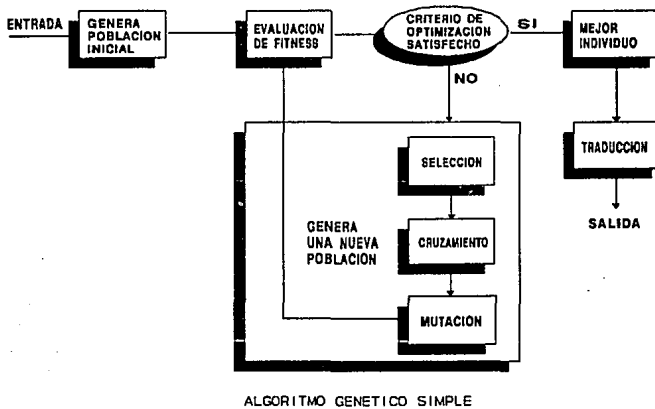 ENTRADA
GENERA
POBLACION
INICIAL
EVALUACION
DE FITNESS
CRITERIO DE
OPTIMIZACION
SATISFECHO
SI
MEJOR
INDIVIDUO
NO
TRADUCCION
SALIDA
SELECCION
GENERA
UNA NUEVA
POBLACION
CRUZAMIENTO
MUTACION
ALGORITMO GENETICO SIMPLE